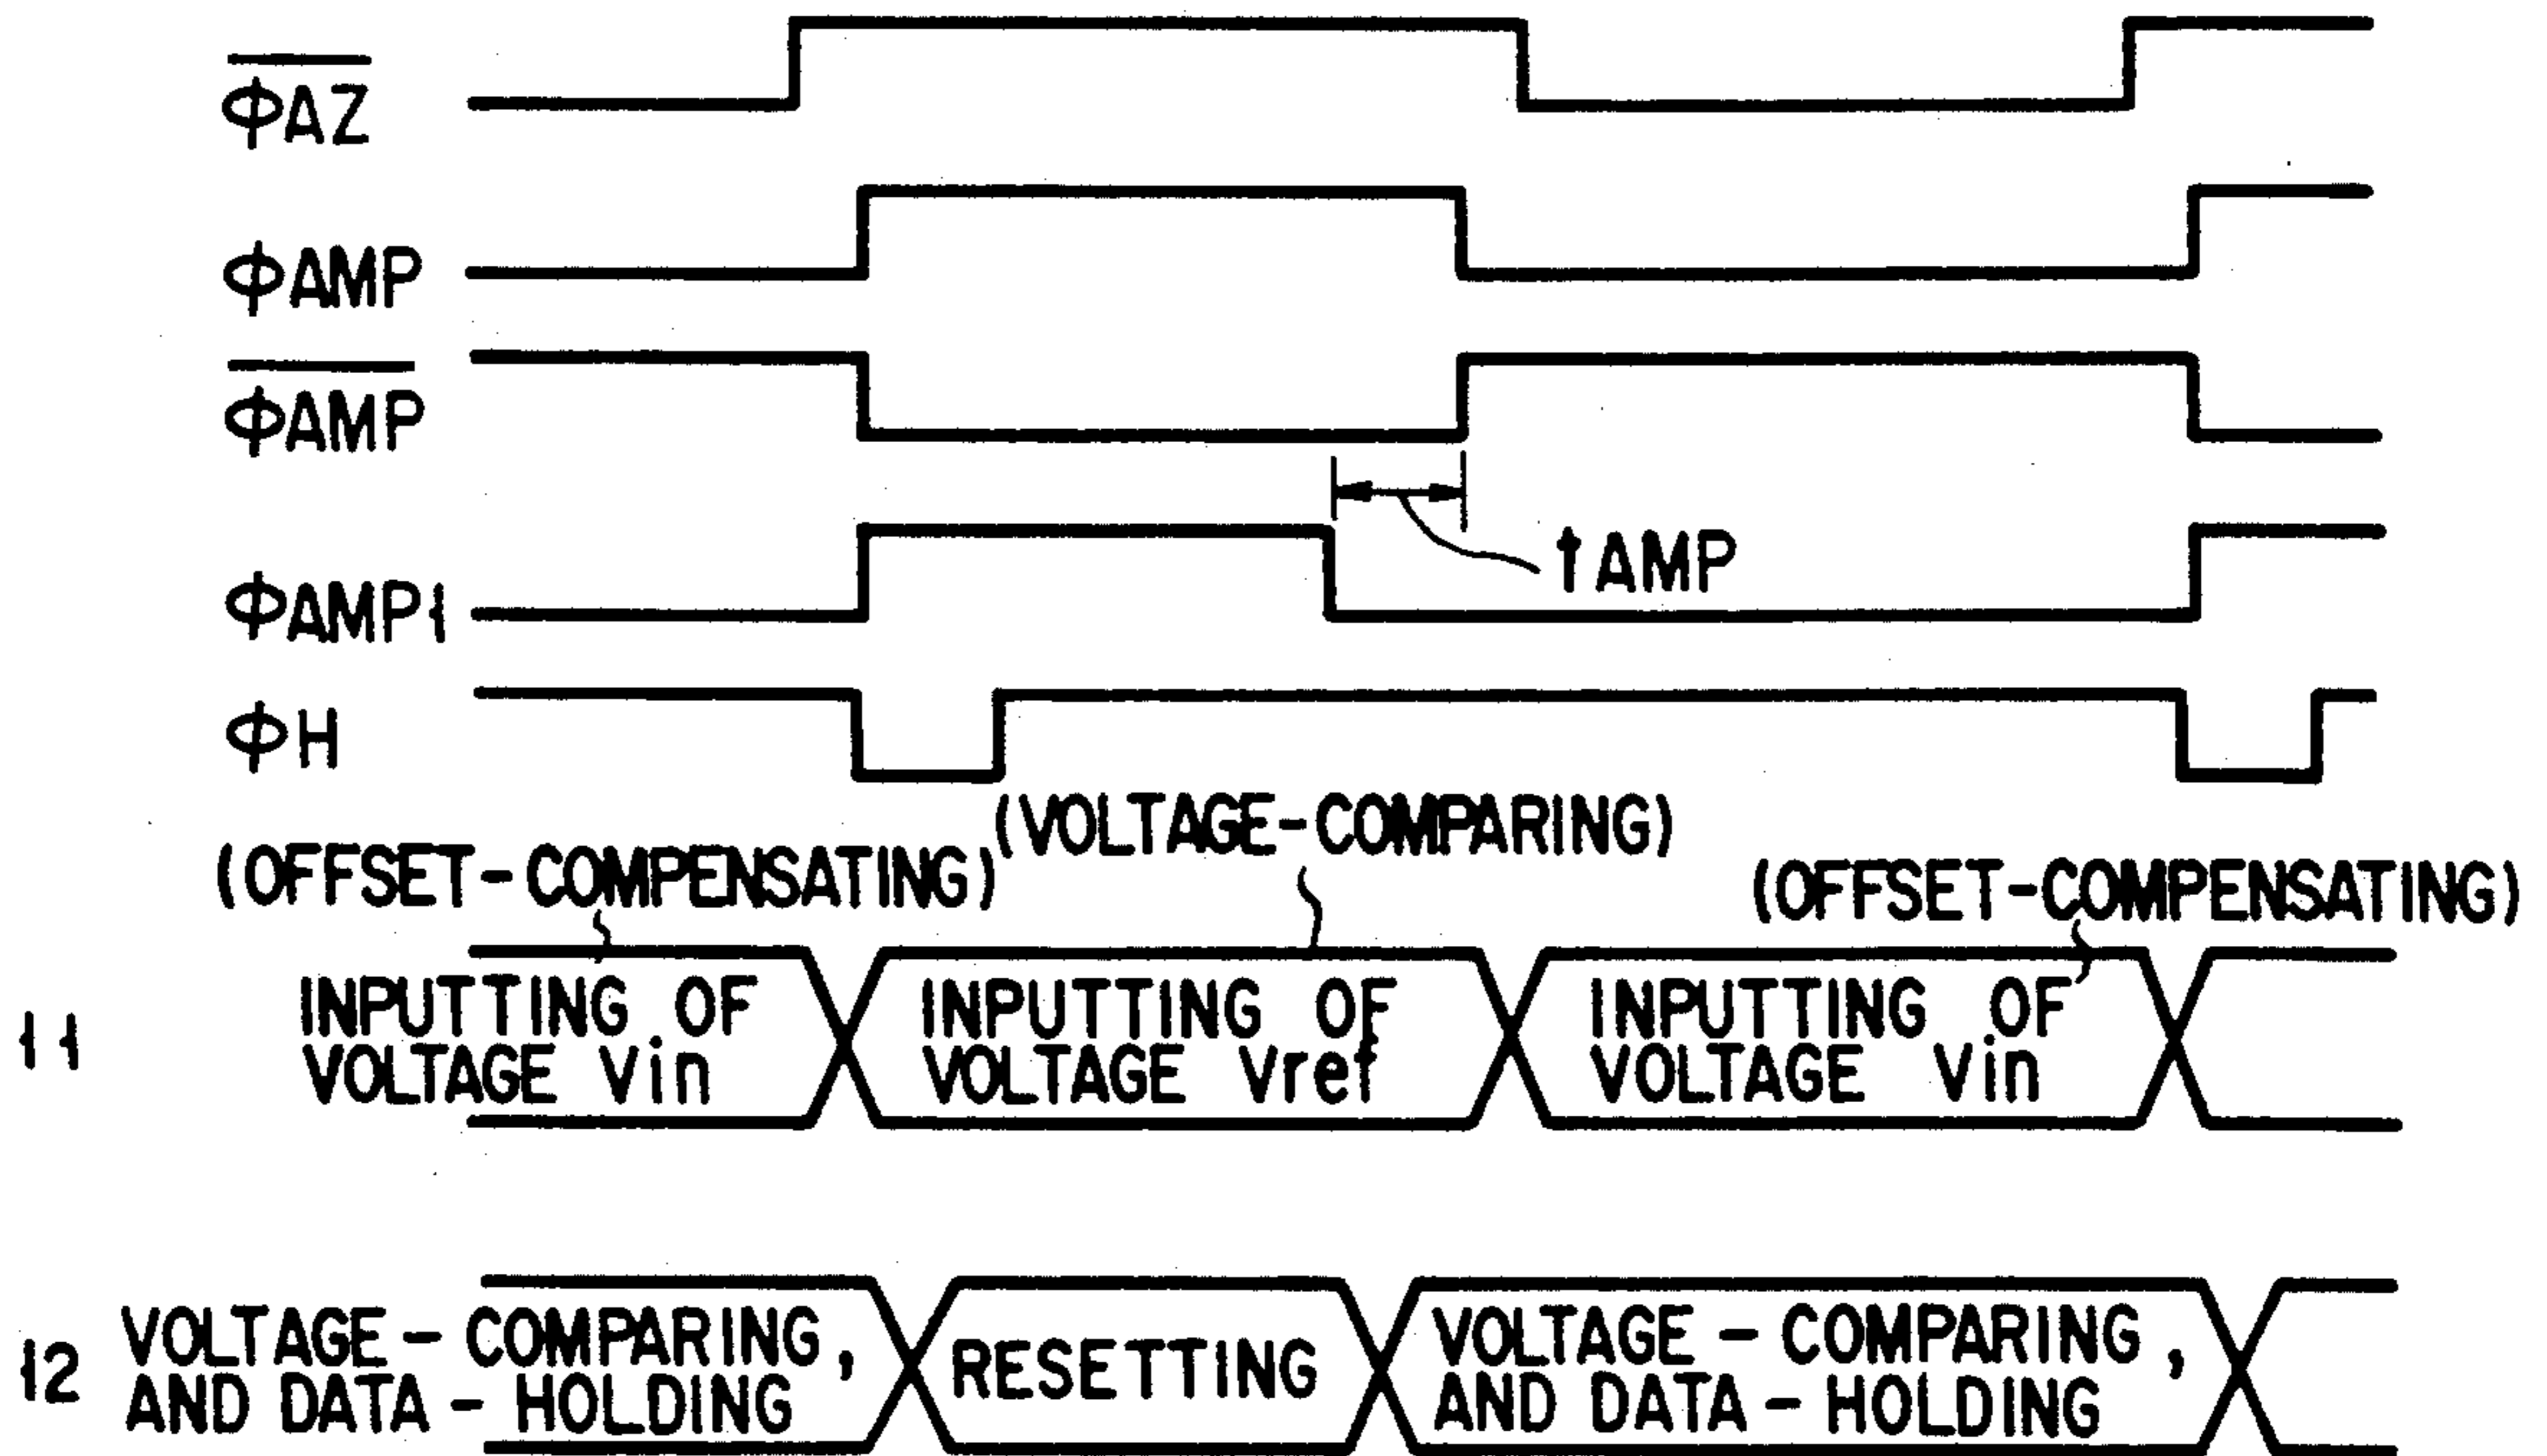 φAZ
φAMP
φAMP
tAMP
φAMP1
φH
(VOLTAGE-COMPARING)
(OFFSET-COMPENSATING)
(OFFSET-COMPENSATING)
11
INPUTTING OF
VOLTAGE Vin
INPUTTING OF
VOLTAGE Vref
INPUTTING OF
VOLTAGE Vin
12
VOLTAGE - COMPARING,
AND DATA - HOLDING
RESETTING
VOLTAGE - COMPARING,
AND DATA - HOLDING